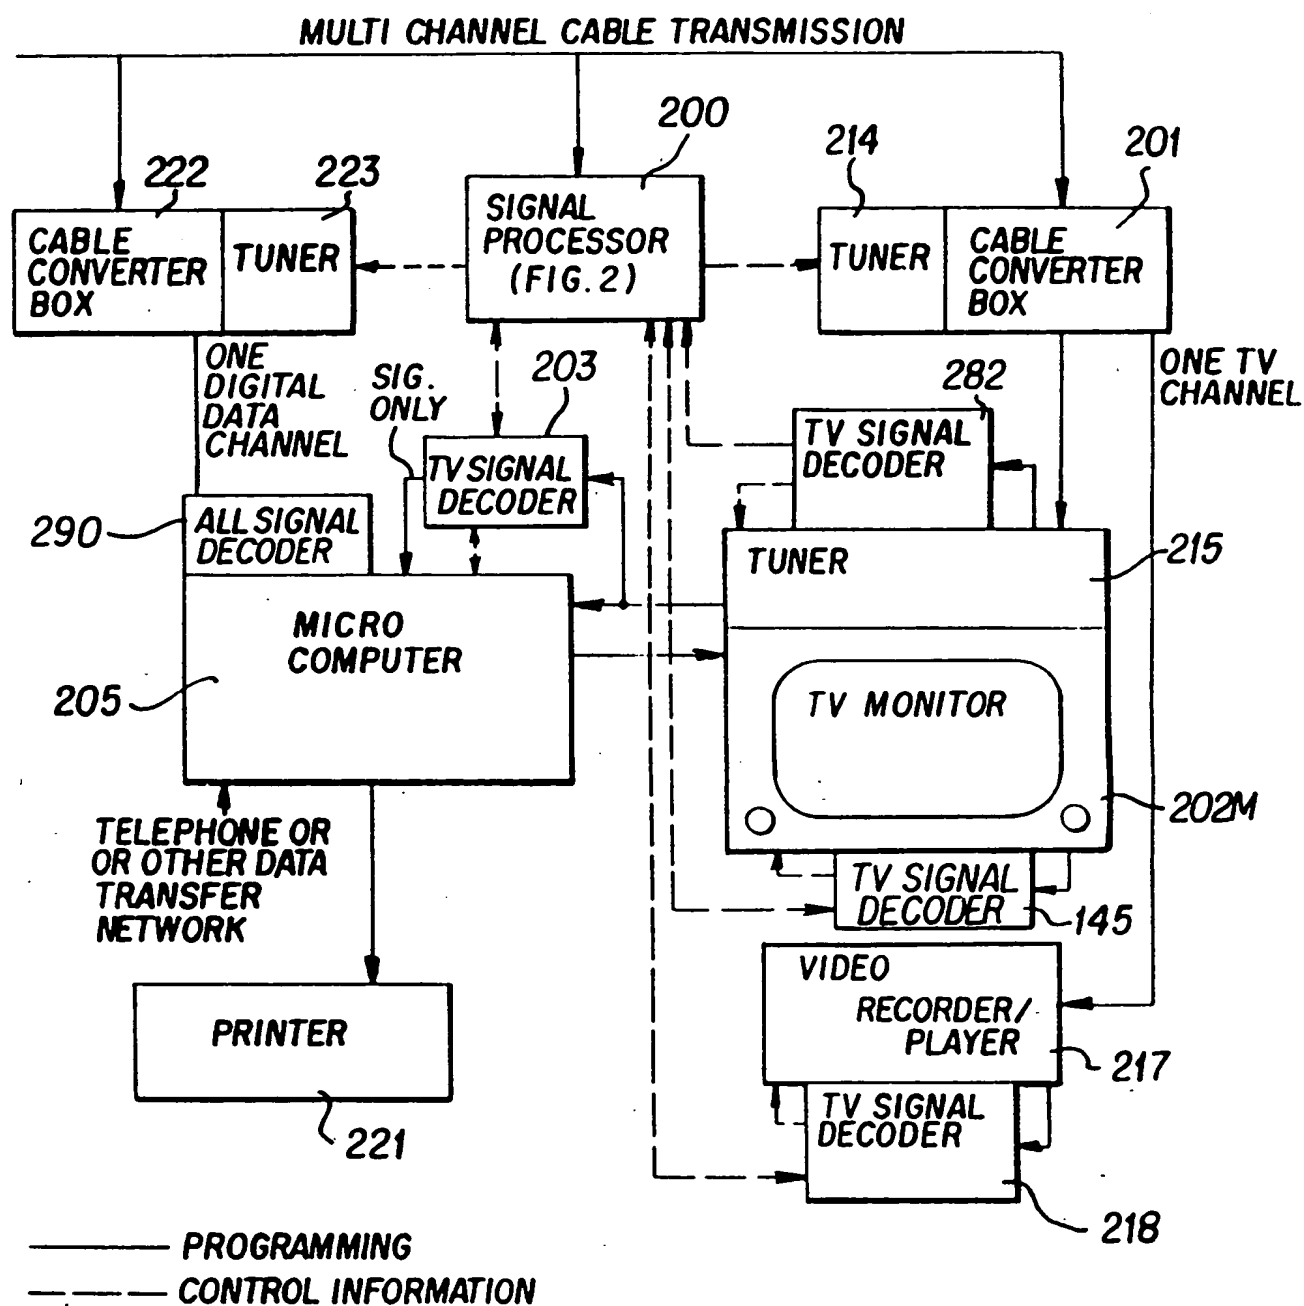 MULTI CHANNEL CABLE TRANSMISSION
200
214
201
222
223
CABLE
CONVERTER
BOX
TUNER
SIGNAL
PROCESSOR
(FIG. 2)
TUNER
CABLE
CONVERTER
BOX
ONE
DIGITAL
DATA
CHANNEL
SIG.
ONLY
203
282
ONE TV
CHANNEL
TV SIGNAL
DECODER
TV SIGNAL
DECODER
290
ALL SIGNAL
DECODER
TUNER
215
MICRO
COMPUTER
205
TV MONITOR
202M
TELEPHONE OR
OR OTHER DATA
TRANSFER
NETWORK
TV SIGNAL
DECODER
145
VIDEO
RECORDER/
PLAYER
217
PRINTER
221
TV SIGNAL
DECODER
218
PROGRAMMING
CONTROL INFORMATION